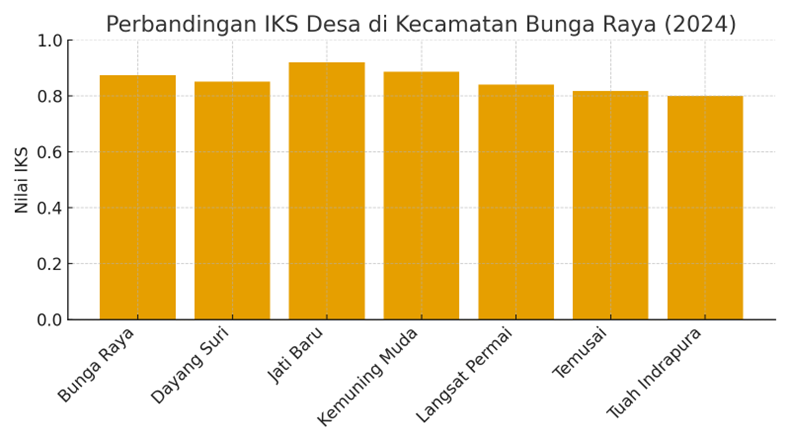 Perbandingan IKS Desa di Kecamatan Bunga Raya (2024)
Nilai IKS
1.0
0.8
0.6
0.4
0.2
0.0
Bunga Raya
Dayang Suri
Jati Baru
Kemuning Muda
Langsat Permai
Temusai
Tuah Indrapura